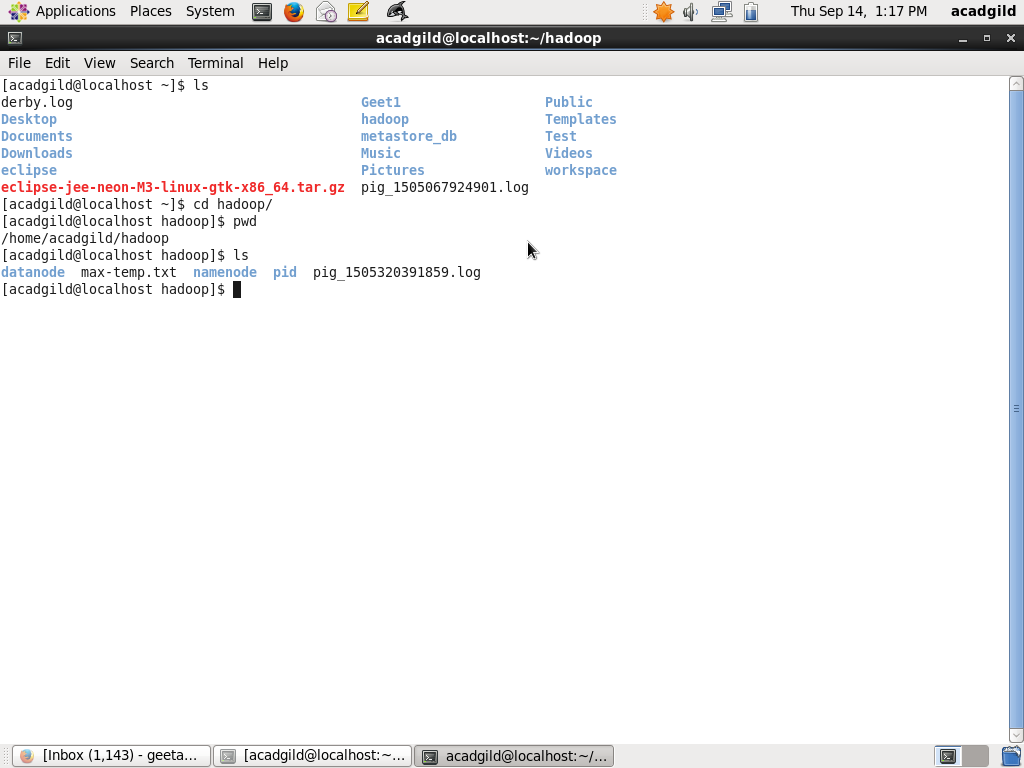 Applications Places System Thu Sep 14, 1:17 PM acadgild
acadgild@localhost:~/hadoop
File Edit View Search Terminal Help
[acadgild@localhost ~]$ ls
derby.log Geet1 Public
Desktop hadoop Templates
Documents metastore_db Test
Downloads Music Videos
eclipse Pictures workspace
eclipse-jee-neon-M3-linux-gtk-x86_64.tar.gz pig_1505067924901.log
[acadgild@localhost ~]$ cd hadoop/
[acadgild@localhost hadoop]$ pwd
/home/acadgild/hadoop
[acadgild@localhost hadoop]$ ls
datanode max-temp.txt namenode pid pig_1505320391859.log
[acadgild@localhost hadoop]$
[Inbox (1,143) - geeta... [acadgild@localhost:~... acadgild@localhost:~/...